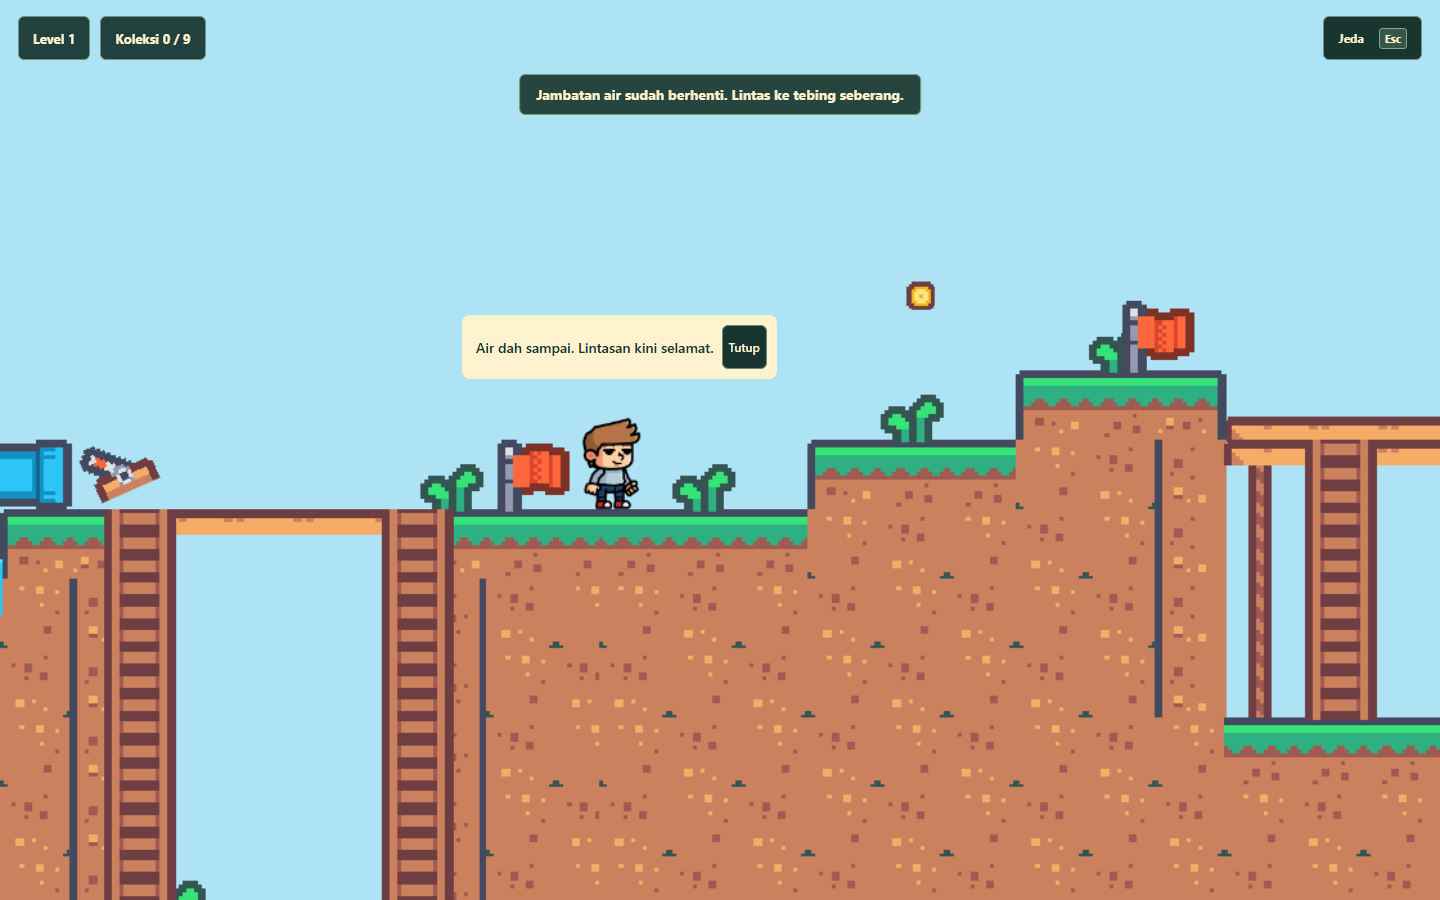 Level 1
Koleksi 0 / 9
Jeda Esc
Jambatan air sudah berhenti. Lintas ke tebing seberang.
Air dah sampai. Lintasan kini selamat. Tutup